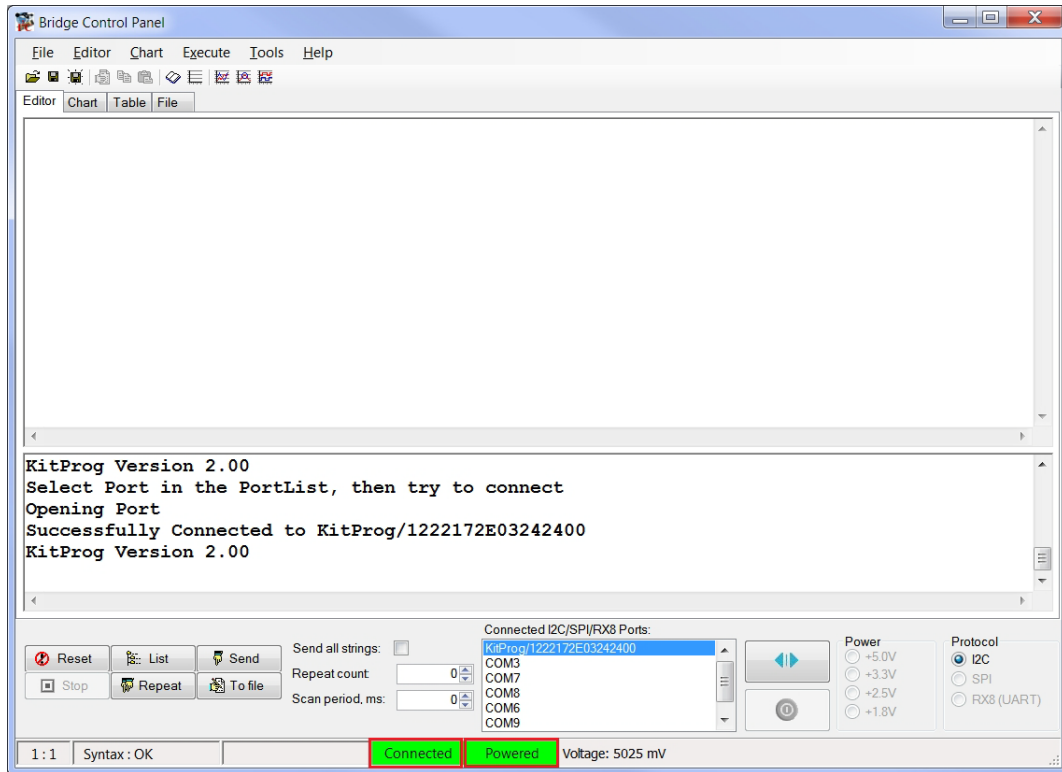 Bridge Control Panel
File Editor Chart Execute Tools Help
Editor Chart Table File
KitProg Version 2.00
Select Port in the PortList, then try to connect
Opening Port
Successfully Connected to KitProg/1222172E03242400
KitProg Version 2.00
Connected I2C/SPI/RX8 Ports:
Reset List Send
Stop Repeat To file
Send all strings:
Repeat count: 0
Scan period, ms: 0
KitProg/1222172E03242400
COM3
COM7
COM8
COM6
COM9
Power
+5.0V
+3.3V
+2.5V
+1.8V
Protocol
I2C
SPI
RX8 (UART)
1:1 Syntax : OK Connected Powered Voltage: 5025 mV